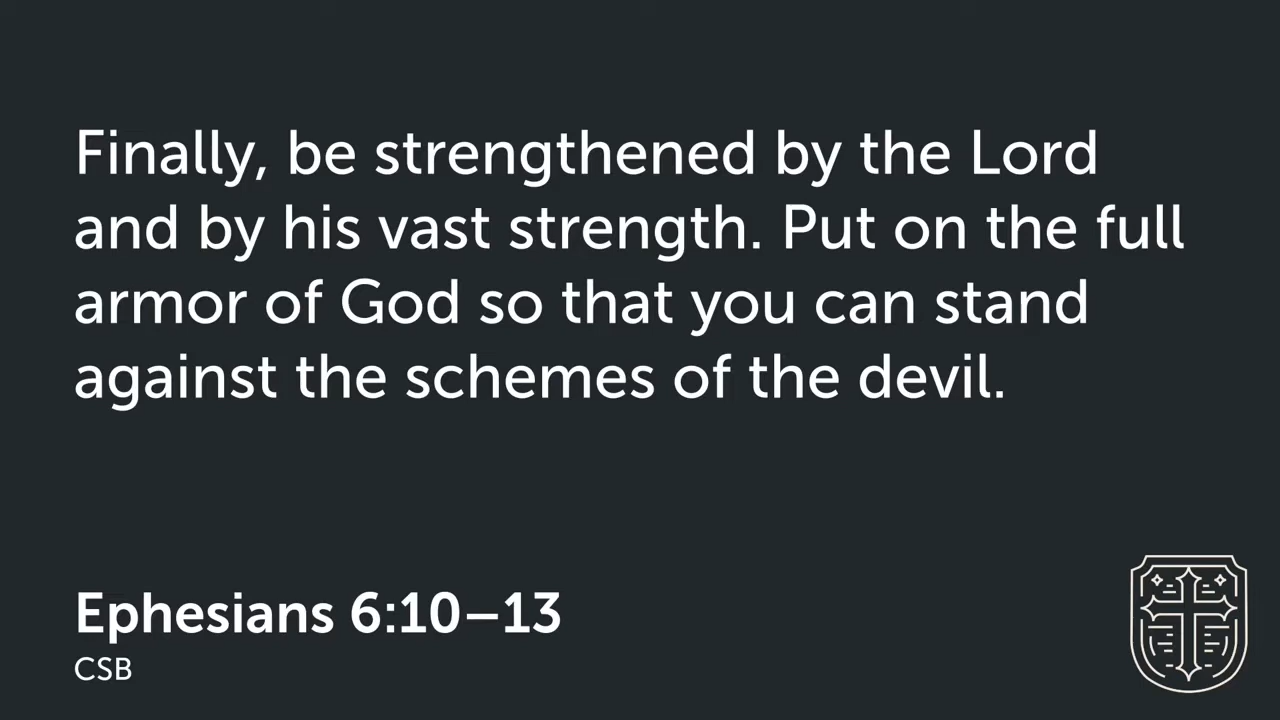 Finally, be strengthened by the Lord
and by his vast strength. Put on the full
armor of God so that you can stand
against the schemes of the devil.
Ephesians 6:10–13
CSB